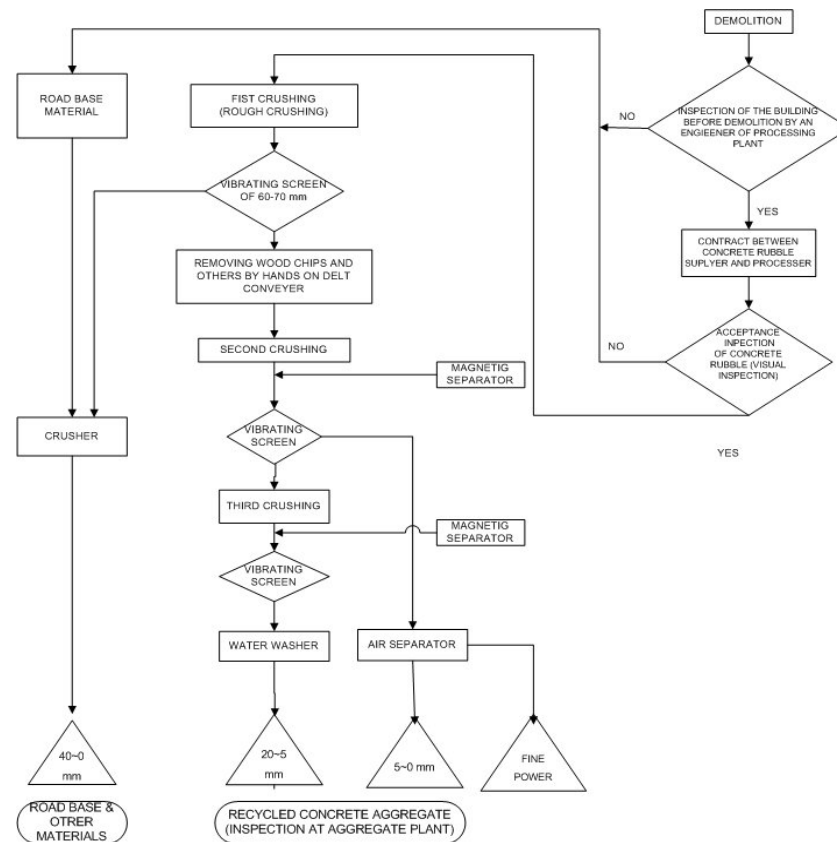 DEMOLITION
INSPECTION OF THE BUILDING
BEFORE DEMOLITION BY AN
ENGIEENER OF PROCESSING
PLANT
NO
YES
CONTRACT BETWEEN
CONCRETE RUBBLE
SUPLYER AND PROCESSER
ACCEPTANCE
INPECTION
OF CONCRETE
RUBBLE (VISUAL
INSPECTION)
NO
YES
ROAD BASE
MATERIAL
FIST CRUSHING
(ROUGH CRUSHING)
VIBRATING SCREEN
OF 60-70 mm
REMOVING WOOD CHIPS AND
OTHERS BY HANDS ON DELT
CONVEYER
SECOND CRUSHING
MAGNETIG
SEPARATOR
CRUSHER
VIBRATING
SCREEN
THIRD CRUSHING
MAGNETIG
SEPARATOR
VIBRATING
SCREEN
WATER WASHER
AIR SEPARATOR
40~0
mm
20~5
mm
5~0 mm
FINE
POWER
ROAD BASE &
OTRER
MATERIALS
RECYCLED CONCRETE AGGREGATE
(INSPECTION AT AGGREGATE PLANT)